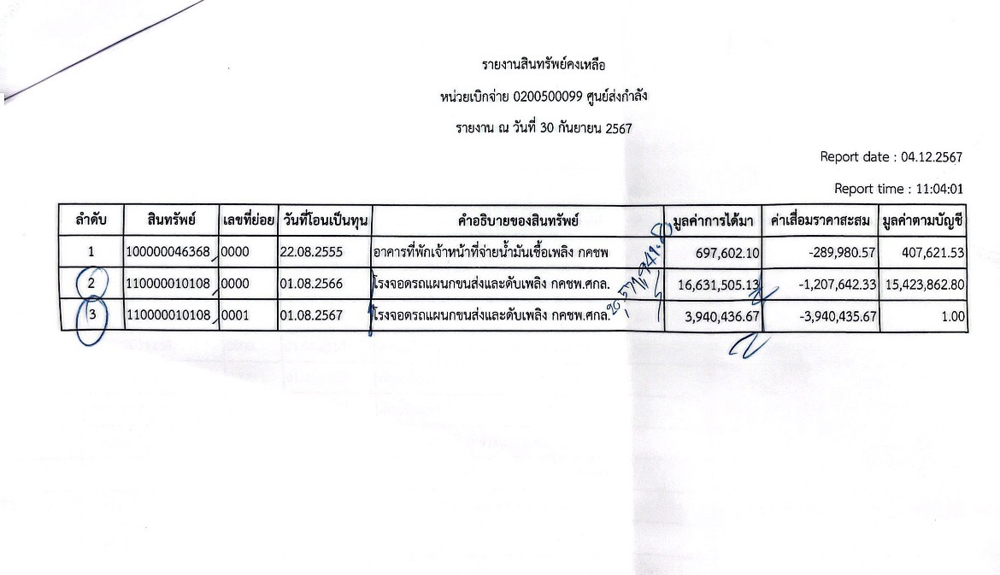 รายงานสินทรัพย์คงเหลือ
หน่วยเบิกจ่าย 0200500099 ศูนย์ส่งกำลัง
รายงาน ณ วันที่ 30 กันยายน 2567
Report date : 04.12.2567
Report time : 11:04:01
ลำดับ สินทรัพย์ เลขที่ย่อย วันที่โอนเป็นทุน คำอธิบายของสินทรัพย์ มูลค่าการได้มา ค่าเสื่อมราคาสะสม มูลค่าตามบัญชี
1 100000046368 0000 22.08.2555 อาคารที่พักเจ้าหน้าที่จ่ายน้ำมันเชื้อเพลิง กคชพ 697,602.10 -289,980.57 407,621.53
2 110000010108 0000 01.08.2566 โรงจอดรถแผนกขนส่งและดับเพลิง กคชพ.ศกล. 16,631,505.13 -1,207,642.33 15,423,862.80
3 110000010108 0001 01.08.2567 โรงจอดรถแผนกขนส่งและดับเพลิง กคชพ.ศกล. 3,940,436.67 -3,940,435.67 1.00
20,571,941.80